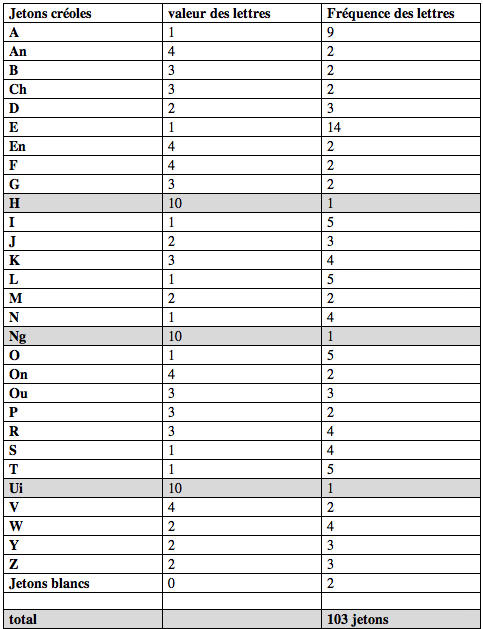 Jetons créoles valeur des lettres Fréquence des lettres
A 1 9
An 4 2
B 3 2
Ch 3 2
D 2 3
E 1 14
En 4 2
F 4 2
G 3 2
H 10 1
I 1 5
J 2 3
K 3 4
L 1 5
M 2 2
N 1 4
Ng 10 1
O 1 5
On 4 2
Ou 3 3
P 3 2
R 3 4
S 1 4
T 1 5
Ui 10 1
V 4 2
W 2 4
Y 2 3
Z 2 3
Jetons blancs 0 2
total 103 jetons